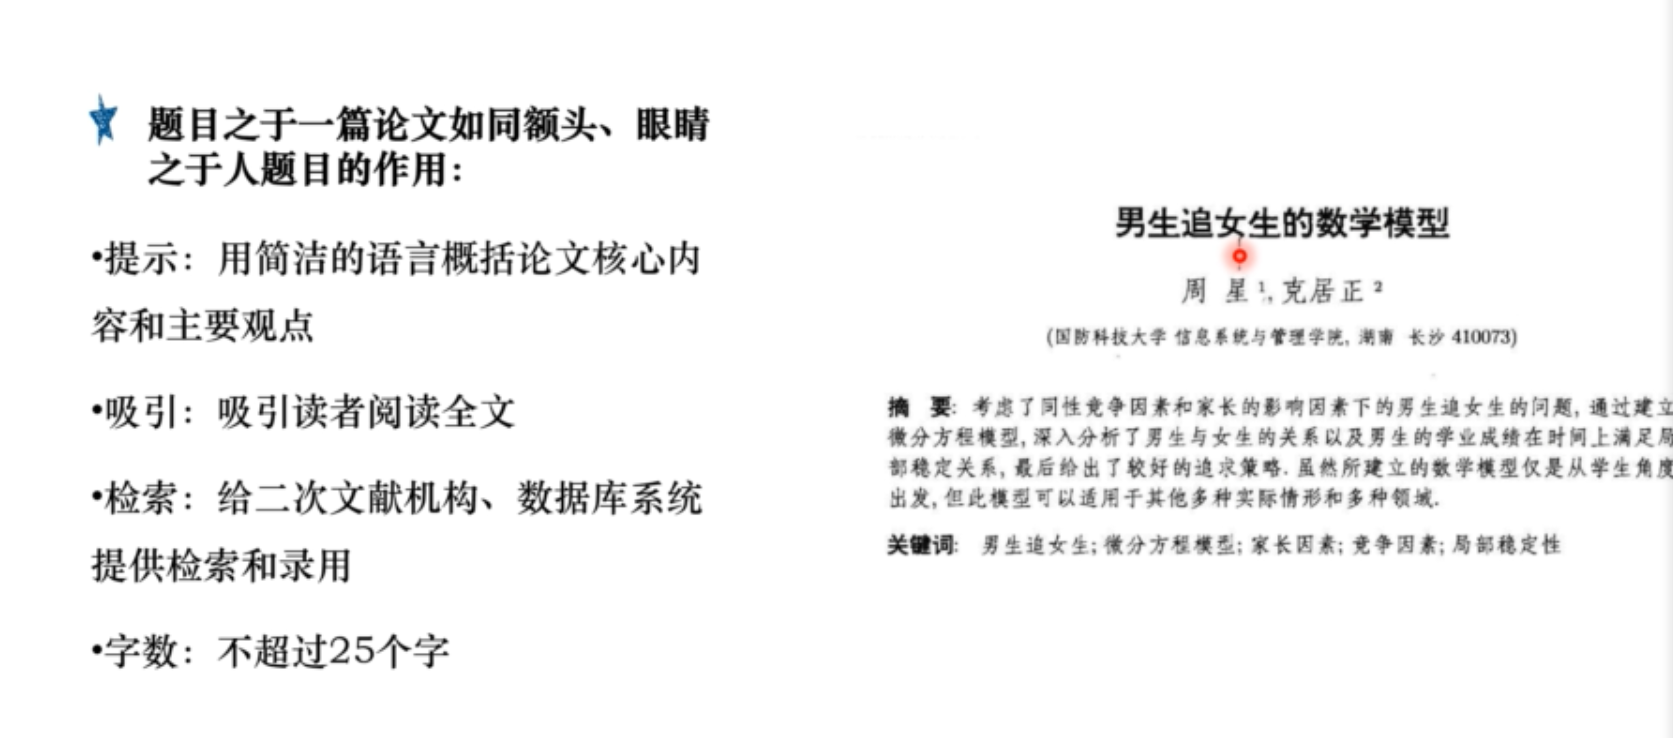 题目之于一篇论文如同额头、眼睛
之于人题目的作用：
•提示：用简洁的语言概括论文核心内
容和主要观点
•吸引：吸引读者阅读全文
•检索：给二次文献机构、数据库系统
提供检索和录用
•字数：不超过25个字
男生追女生的数学模型
周 星¹, 克居正²
(国防科技大学 信息系统与管理学院, 湖南 长沙 410073)
摘 要: 考虑了同性竞争因素和家长的影响因素下的男生追女生的问题, 通过建立
微分方程模型, 深入分析了男生与女生的关系以及男生的学业成绩在时间上满足局
部稳定关系, 最后给出了较好的追求策略. 虽然所建立的数学模型仅是从学生角度
出发, 但此模型可以适用于其他多种实际情形和多种领域.
关键词: 男生追女生; 微分方程模型; 家长因素; 竞争因素; 局部稳定性